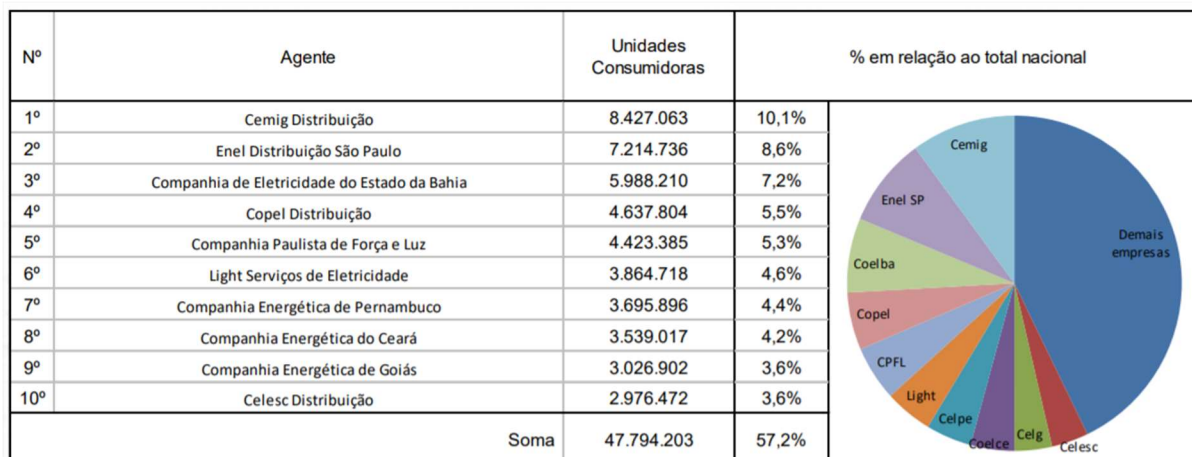 Nº Agente Unidades Consumidoras % em relação ao total nacional
1º Cemig Distribuição 8.427.063 10,1%
2º Enel Distribuição São Paulo 7.214.736 8,6%
3º Companhia de Eletricidade do Estado da Bahia 5.988.210 7,2%
4º Copel Distribuição 4.637.804 5,5%
5º Companhia Paulista de Força e Luz 4.423.385 5,3%
6º Light Serviços de Eletricidade 3.864.718 4,6%
7º Companhia Energética de Pernambuco 3.695.896 4,4%
8º Companhia Energética do Ceará 3.539.017 4,2%
9º Companhia Energética de Goiás 3.026.902 3,6%
10º Celesc Distribuição 2.976.472 3,6%
Soma 47.794.203 57,2%
Cemig
Enel SP
Coelba
Copel
CPFL
Light
Celpe
Coelce
Celg
Celesc
Demais
empresas